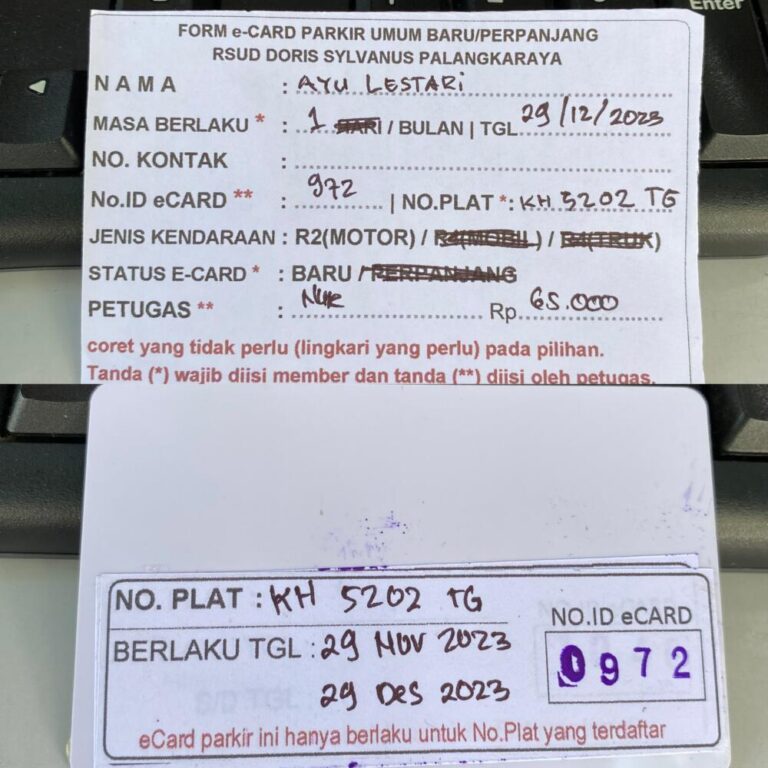 Enter
FORM e-CARD PARKIR UMUM BARU/PERPANJANG
RSUD DORIS SYLVANUS PALANGKARAYA
NAMA : AYU LESTARI
MASA BERLAKU * : 1 HARI / BULAN | TGL 29/12/2023
NO. KONTAK :
No.ID eCARD ** : 972 | NO.PLAT *: KH 5202 TG
JENIS KENDARAAN : R2(MOTOR) / R4(MOBIL) / R4(TRUK)
STATUS E-CARD * : BARU / PERPANJANG
PETUGAS ** : Rp 65.000
coret yang tidak perlu (lingkari yang perlu) pada pilihan.
Tanda (*) wajib diisi member dan tanda (**) diisi oleh petugas.
NO. PLAT : KH 5202 TG
BERLAKU TGL : 29 NOV 2023
29 DES 2023
NO.ID eCARD
0972
eCard parkir ini hanya berlaku untuk No.Plat yang terdaftar